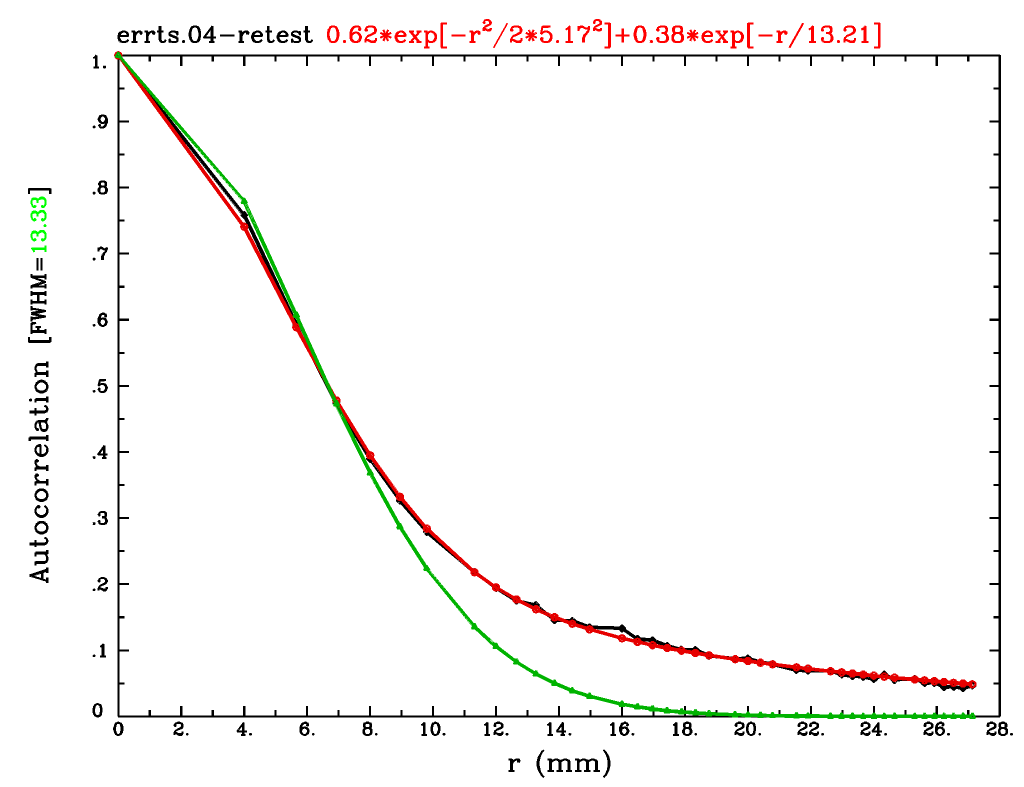 errts.04-retest 0.62*exp[-r²/2*5.17²]+0.38*exp[-r/13.21]
1.
.9
.8
.7
.6
.5
.4
.3
.2
.1
0
Autocorrelation [FWHM=13.33]
0 2. 4. 6. 8. 10. 12. 14. 16. 18. 20. 22. 24. 26. 28.
r (mm)